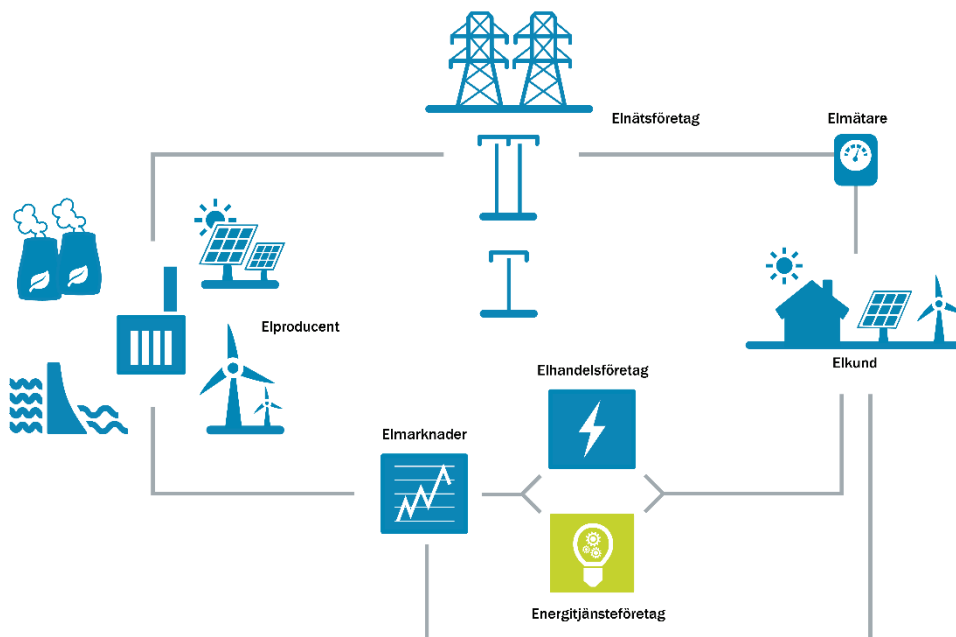 Elnätsföretag
Elmätare
Elproducent
Elkund
Elhandelsföretag
Elmarknader
Energitjänsteföretag